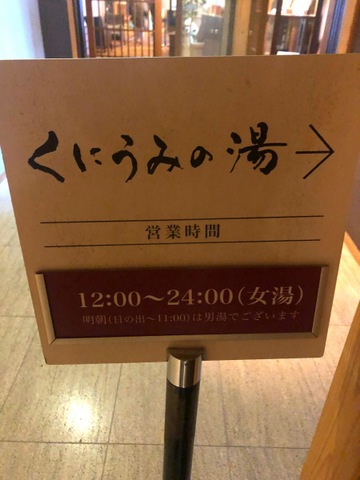 くにうみの湯→
営業時間
12:00〜24:00(女湯)
明朝(日の出〜11:00)は男湯でございます